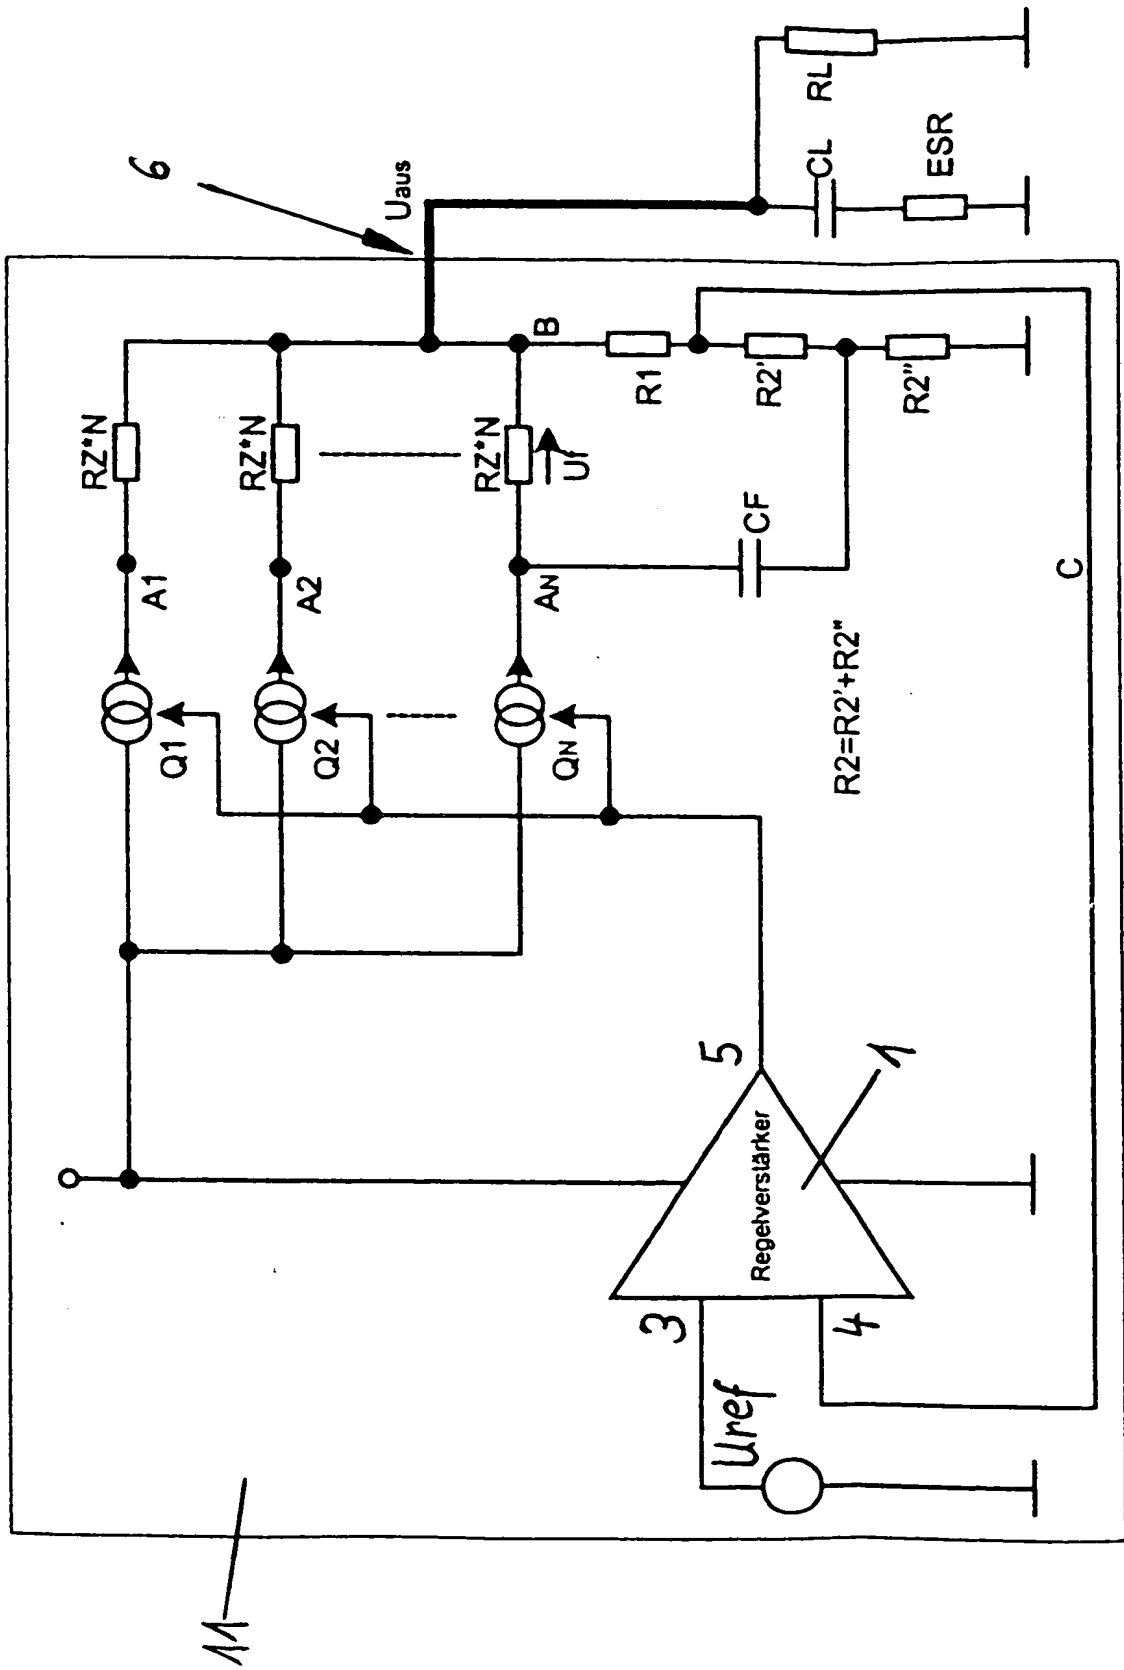 11
Uref
3
4
Regelverstärker
1
5
Q1
Q2
QN
A1
A2
AN
RZ*N
RZ*N
RZ*N
Uf
CF
R2=R2'+R2"
C
B
R1
R2'
R2"
6
Uaus
CL
RL
ESR